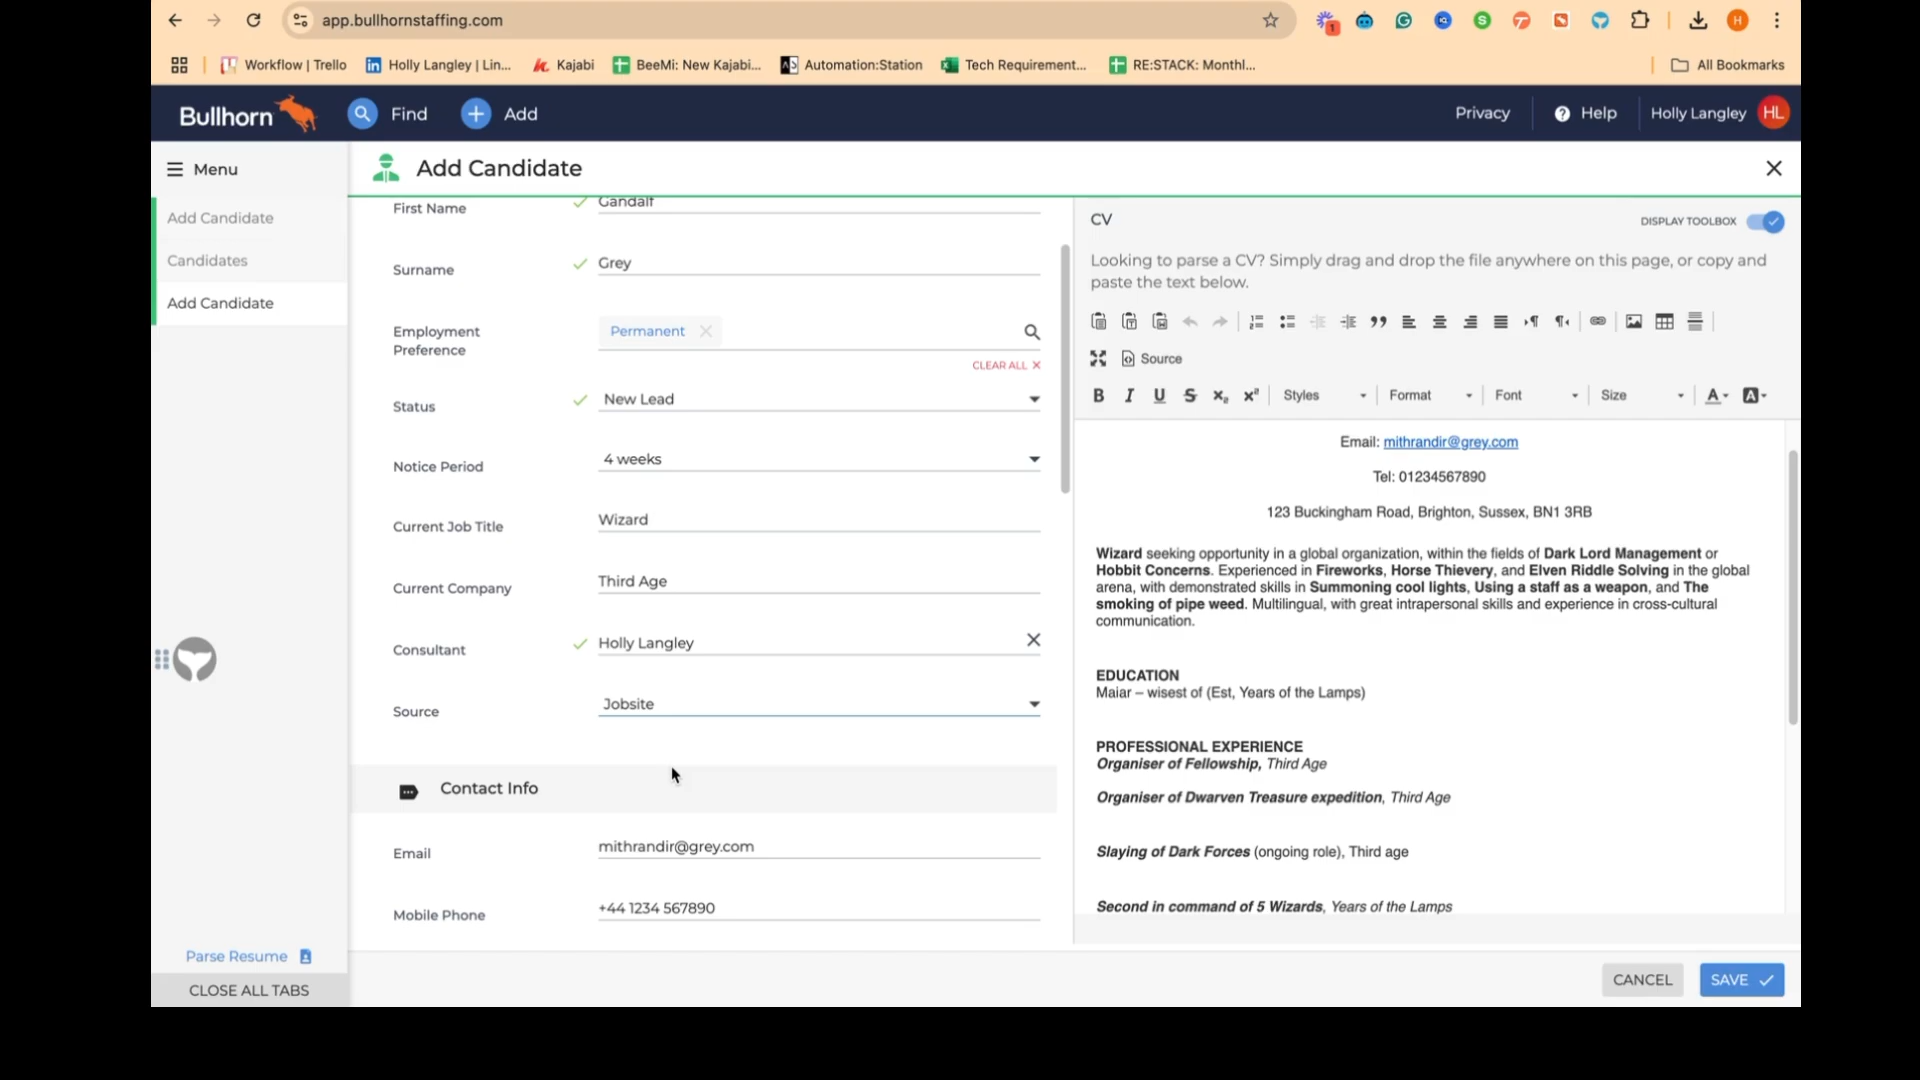 app.bullhornstaffing.com
1
H
Workflow | Trello
Holly Langley | Lin...
Kajabi
BeeMi: New Kajabi...
Automation:Station
Tech Requirement...
RE:STACK: Monthl...
All Bookmarks
Bullhorn
Find
Add
Privacy
Help
Holly Langley
HL
Menu
Add Candidate
Candidates
Add Candidate
Parse Resume
CLOSE ALL TABS
Add Candidate
First Name
Gandalf
Surname
Grey
Employment
Preference
Permanent
CLEAR ALL
Status
New Lead
Notice Period
4 weeks
Current Job Title
Wizard
Current Company
Third Age
Consultant
Holly Langley
Source
Jobsite
Contact Info
Email
mithrandir@grey.com
Mobile Phone
+44 1234 567890
CV
DISPLAY TOOLBOX
Looking to parse a CV? Simply drag and drop the file anywhere on this page, or copy and
paste the text below.
Source
Styles
Format
Font
Size
Email: mithrandir@grey.com
Tel: 01234567890
123 Buckingham Road, Brighton, Sussex, BN1 3RB
Wizard seeking opportunity in a global organization, within the fields of Dark Lord Management or
Hobbit Concerns. Experienced in Fireworks, Horse Thievery, and Elven Riddle Solving in the global
arena, with demonstrated skills in Summoning cool lights, Using a staff as a weapon, and The
smoking of pipe weed. Multilingual, with great intrapersonal skills and experience in cross-cultural
communication.
EDUCATION
Maiar – wisest of (Est, Years of the Lamps)
PROFESSIONAL EXPERIENCE
Organiser of Fellowship, Third Age
Organiser of Dwarven Treasure expedition, Third Age
Slaying of Dark Forces (ongoing role), Third age
Second in command of 5 Wizards, Years of the Lamps
CANCEL
SAVE